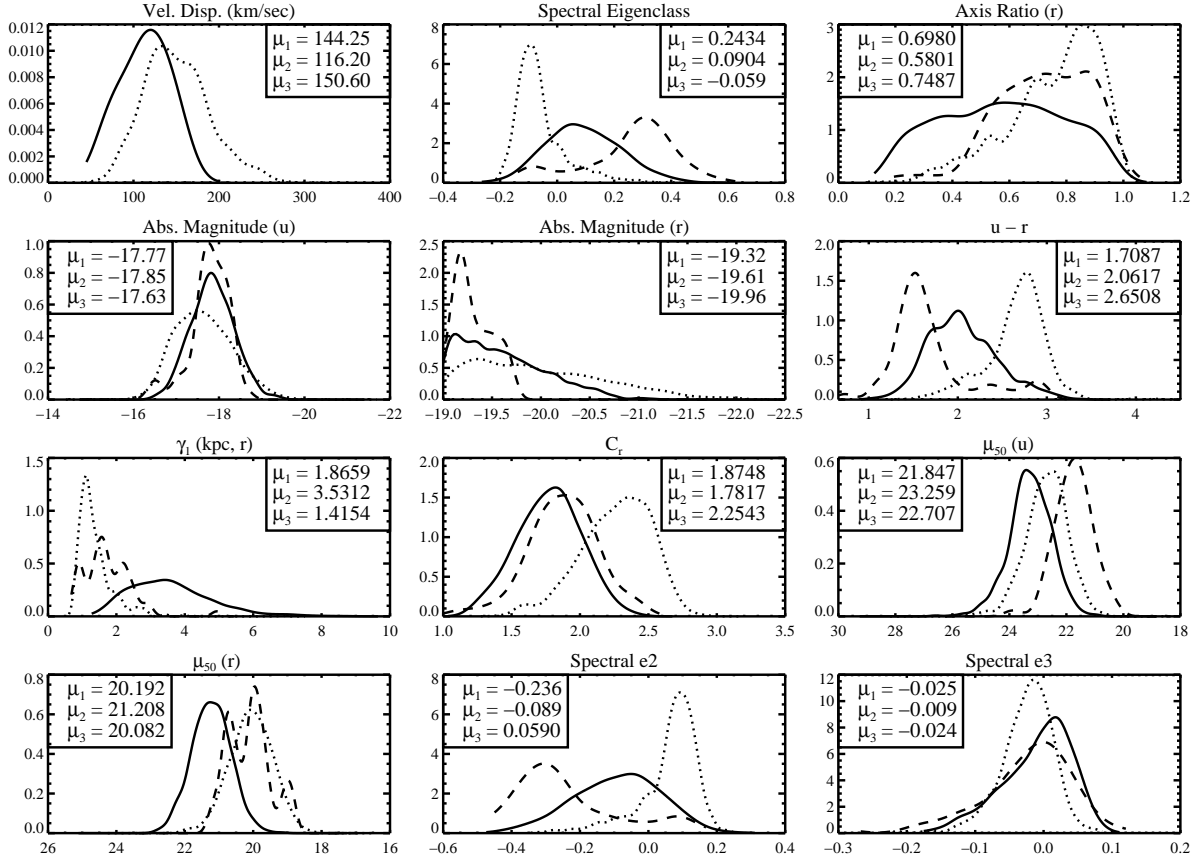 Vel. Disp. (km/sec)
0.012
0.010
0.008
0.006
0.004
0.002
0.000
μ1 = 144.25
μ2 = 116.20
μ3 = 150.60
0 100 200 300 400
Spectral Eigenclass
8
6
4
2
0
μ1 = 0.2434
μ2 = 0.0904
μ3 = −0.059
−0.4 −0.2 0.0 0.2 0.4 0.6 0.8
Axis Ratio (r)
3
2
1
0
μ1 = 0.6980
μ2 = 0.5801
μ3 = 0.7487
0.0 0.2 0.4 0.6 0.8 1.0 1.2
Abs. Magnitude (u)
1.0
0.8
0.6
0.4
0.2
0.0
μ1 = −17.77
μ2 = −17.85
μ3 = −17.63
−14 −16 −18 −20 −22
Abs. Magnitude (r)
2.5
2.0
1.5
1.0
0.5
0.0
μ1 = −19.32
μ2 = −19.61
μ3 = −19.96
−19.0 −19.5 −20.0 −20.5 −21.0 −21.5 −22.0 −22.5
u − r
2.0
1.5
1.0
0.5
0.0
μ1 = 1.7087
μ2 = 2.0617
μ3 = 2.6508
1 2 3 4
γ1 (kpc, r)
1.5
1.0
0.5
0.0
μ1 = 1.8659
μ2 = 3.5312
μ3 = 1.4154
0 2 4 6 8 10
Cr
2.0
1.5
1.0
0.5
0.0
μ1 = 1.8748
μ2 = 1.7817
μ3 = 2.2543
1.0 1.5 2.0 2.5 3.0 3.5
μ50 (u)
0.6
0.4
0.2
0.0
μ1 = 21.847
μ2 = 23.259
μ3 = 22.707
30 28 26 24 22 20 18
μ50 (r)
0.8
0.6
0.4
0.2
0.0
μ1 = 20.192
μ2 = 21.208
μ3 = 20.082
26 24 22 20 18 16
Spectral e2
8
6
4
2
0
μ1 = −0.236
μ2 = −0.089
μ3 = 0.0590
−0.6 −0.4 −0.2 0.0 0.2 0.4
Spectral e3
12
10
8
6
4
2
0
μ1 = −0.025
μ2 = −0.009
μ3 = −0.024
−0.3 −0.2 −0.1 0.0 0.1 0.2